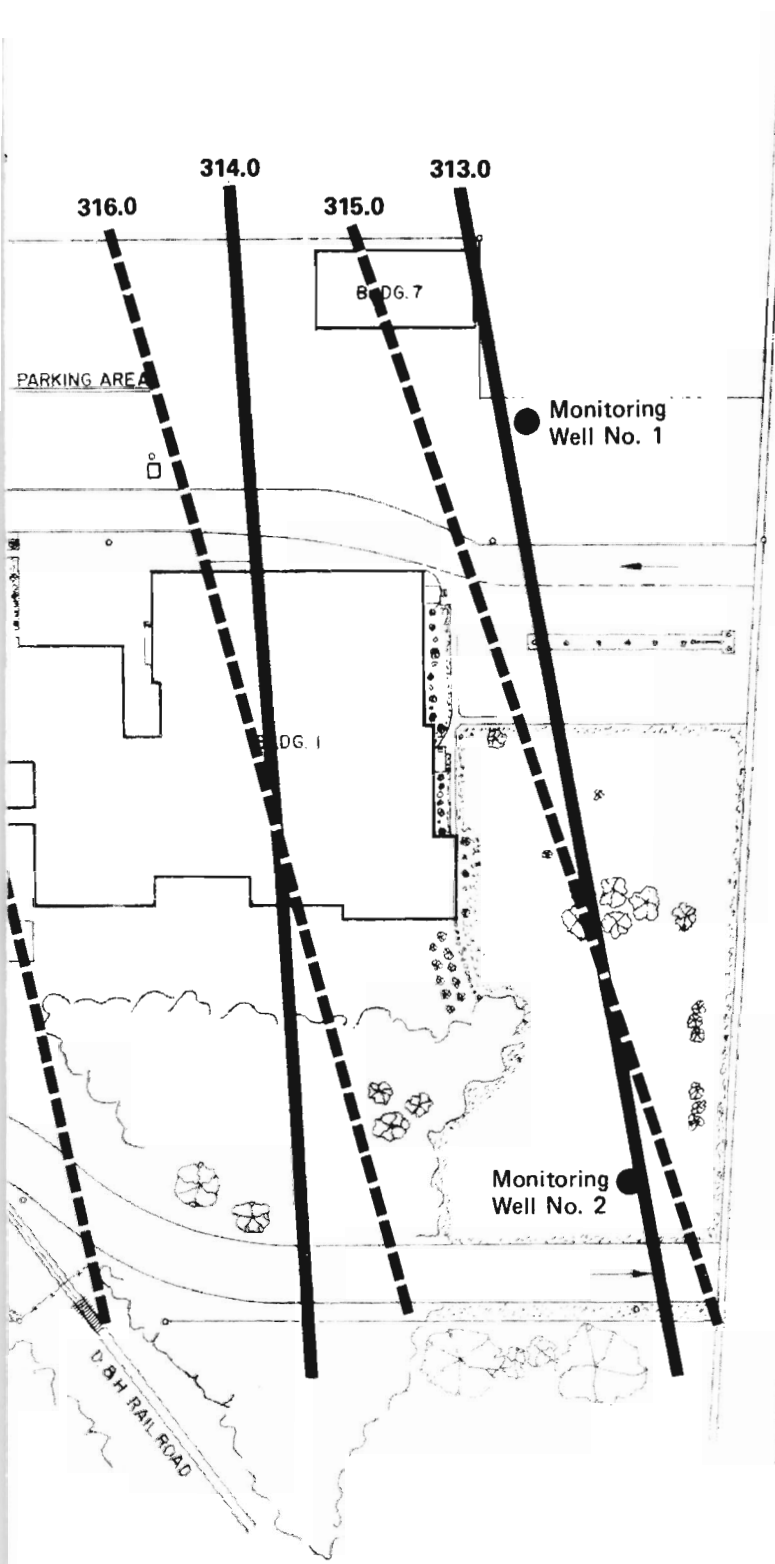 314.0
313.0
316.0
315.0
BLDG. 7
PARKING AREA
Monitoring
Well No. 1
BLDG. 1
Monitoring
Well No. 2
D & H RAIL ROAD